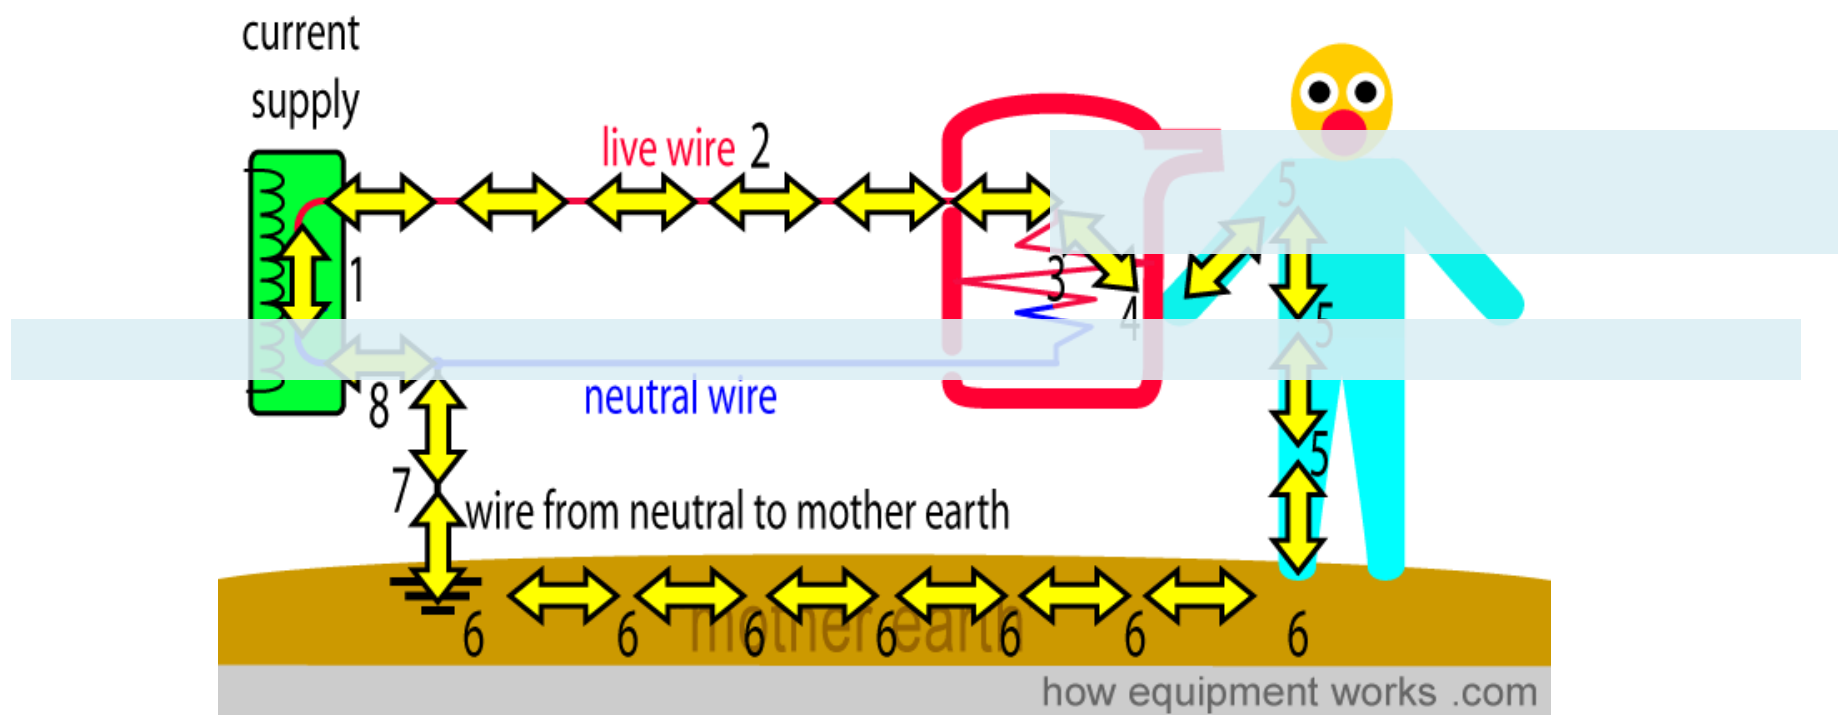 current
supply
live wire 2
5
1
3
4
5
8
neutral wire
5
7
wire from neutral to mother earth
mother earth
6 6 6 6 6 6 6
how equipment works .com